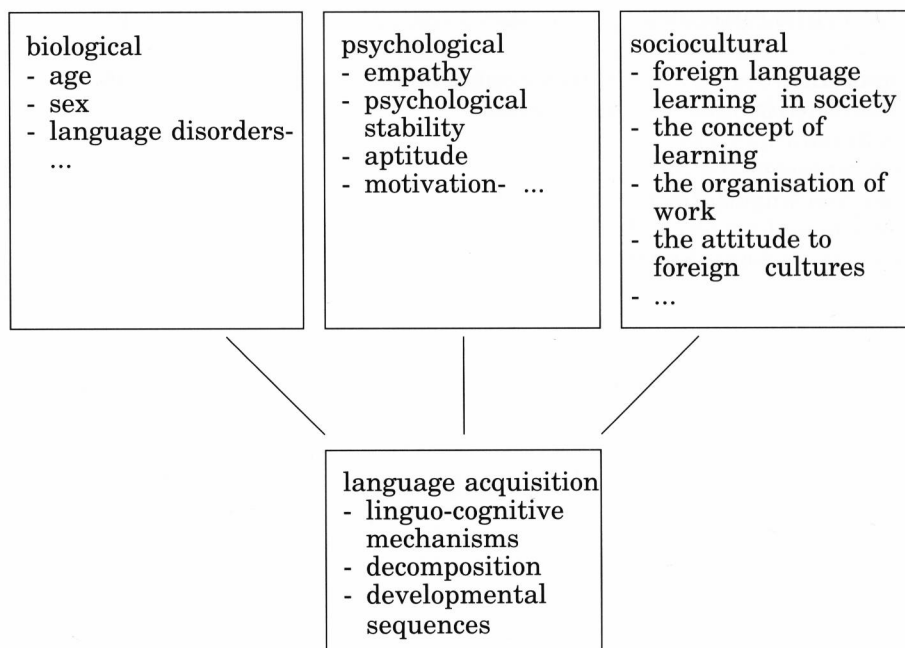 biological
- age
- sex
- language disorders-
...
psychological
- empathy
- psychological
stability
- aptitude
- motivation- ...
sociocultural
- foreign language
learning in society
- the concept of
learning
- the organisation of
work
- the attitude to
foreign cultures
- ...
language acquisition
- linguo-cognitive
mechanisms
- decomposition
- developmental
sequences